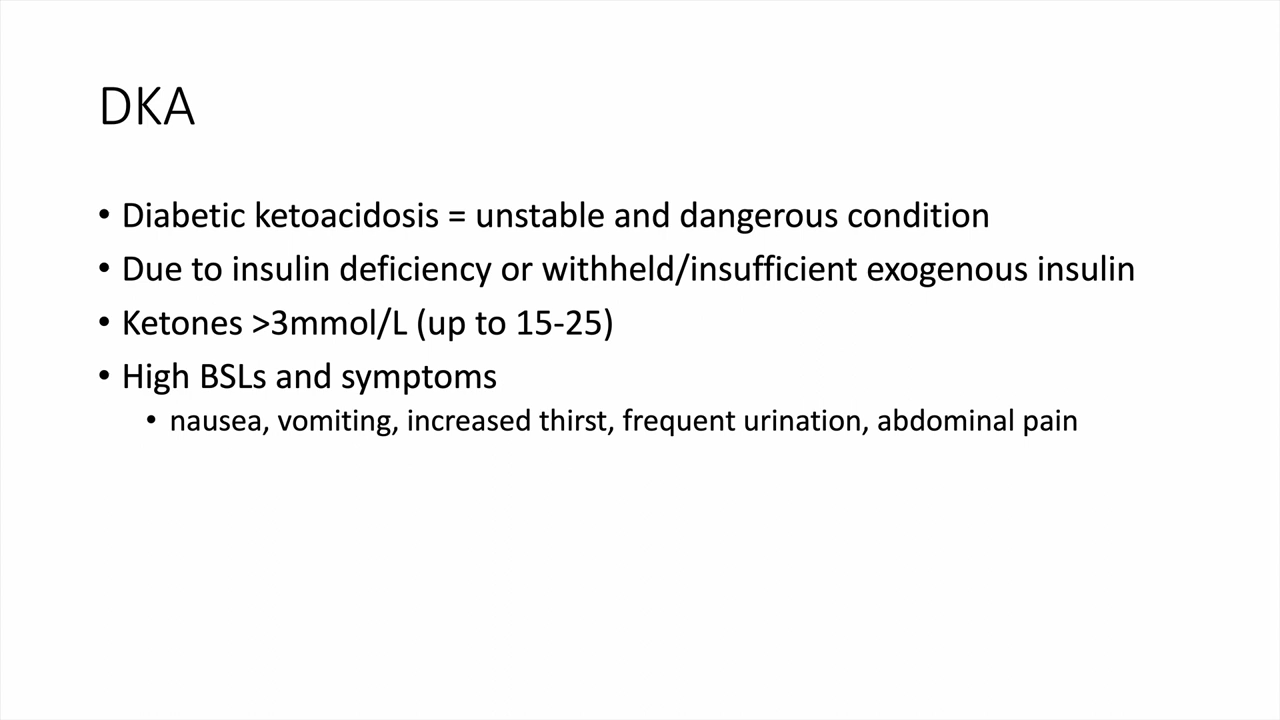 DKA
• Diabetic ketoacidosis = unstable and dangerous condition
• Due to insulin deficiency or withheld/insufficient exogenous insulin
• Ketones >3mmol/L (up to 15-25)
• High BSLs and symptoms
• nausea, vomiting, increased thirst, frequent urination, abdominal pain